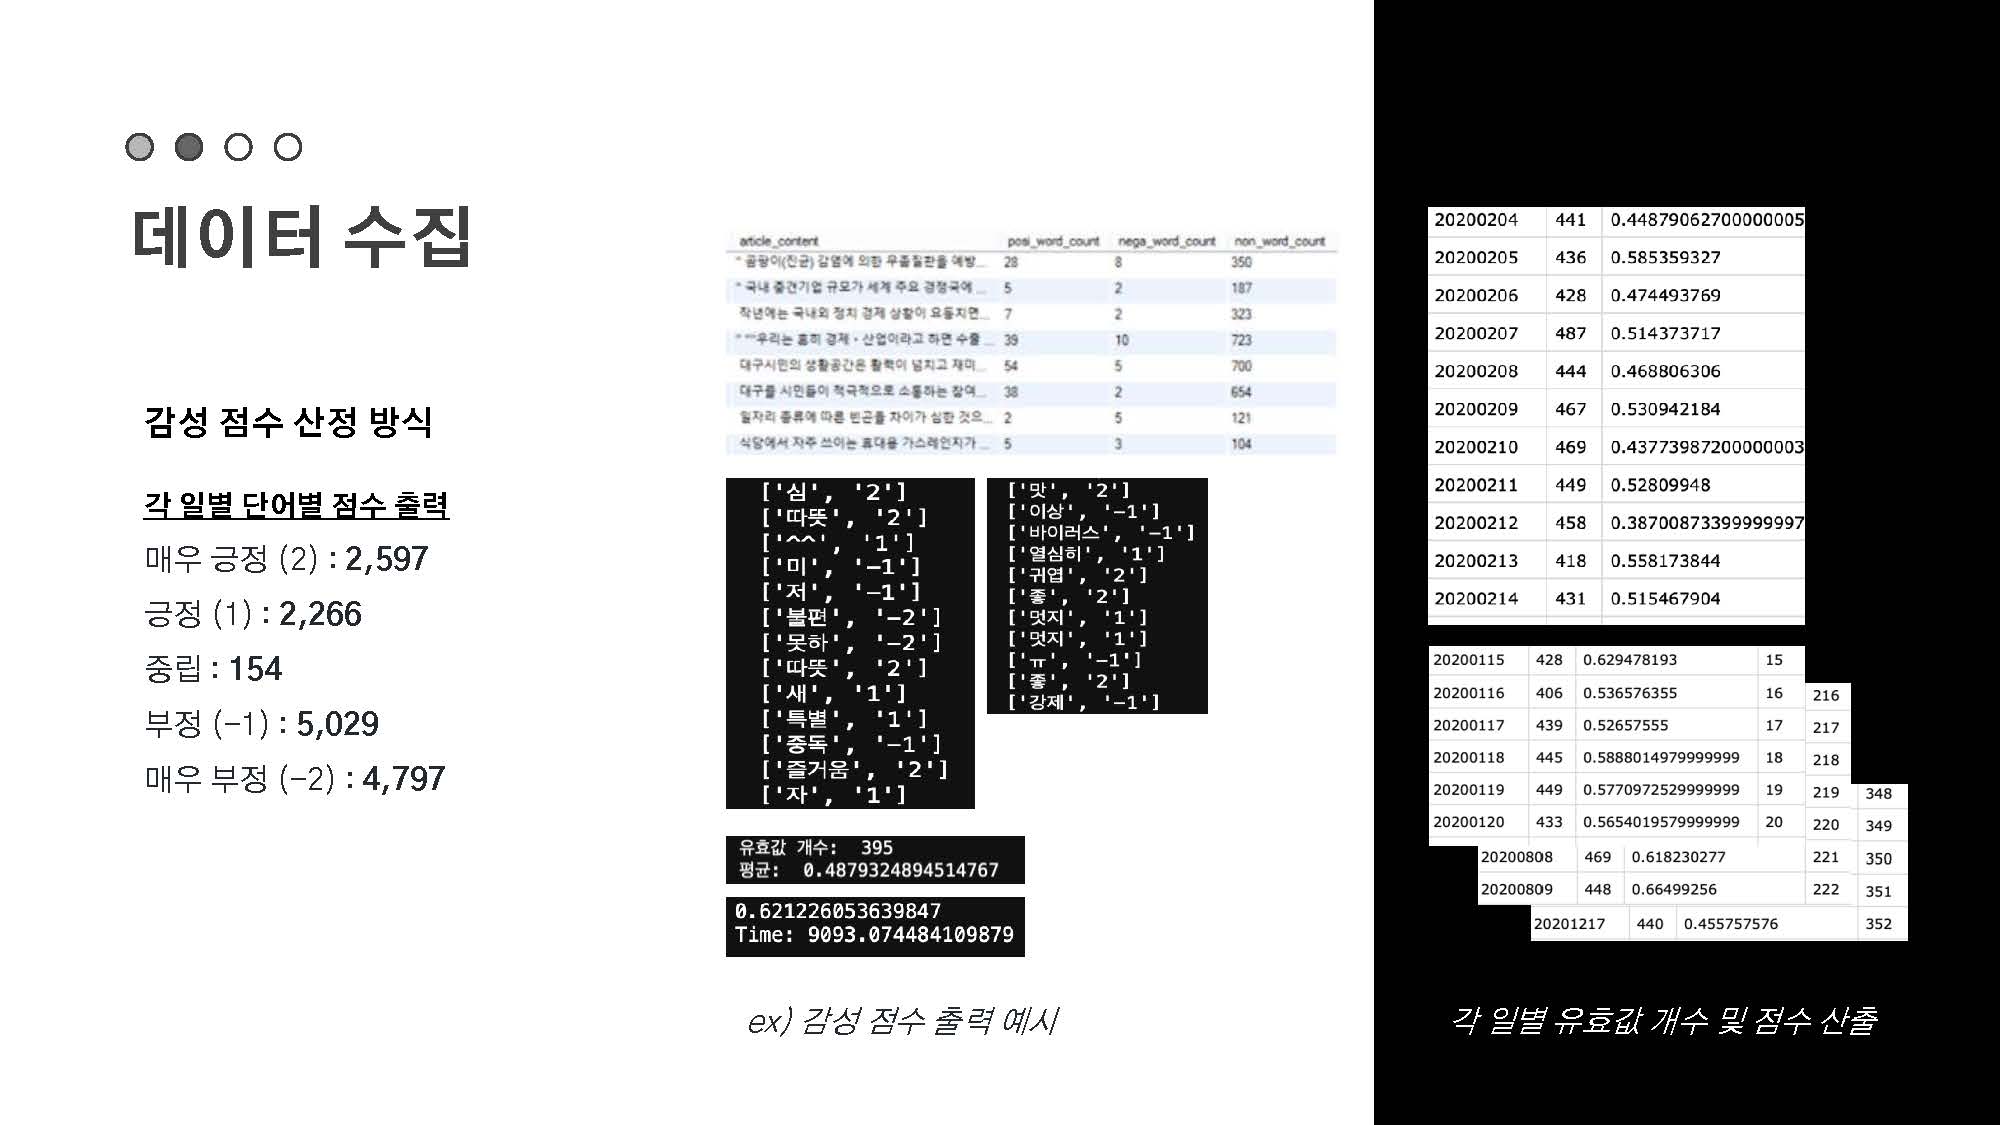 데이터 수집
감성 점수 산정 방식
각 일별 단어별 점수 출력
매우 긍정 (2) : 2,597
긍정 (1) : 2,266
중립 : 154
부정 (-1) : 5,029
매우 부정 (-2) : 4,797
article_content posi_word_count nega_word_count non_word_count
" 곰팡이(진균) 감염에 의한 무좀질환을 예방... 28 8 350
" 국내 중견기업 규모가 세계 주요 경쟁국에 ... 5 2 187
작년에는 국내외 정치 경제 상황이 요동치면... 7 2 323
" ""우리는 흔히 경제·산업이라고 하면 수출 ... 39 10 723
대구시민의 생활공간은 활력이 넘치고 재미... 54 5 700
대구를 시민들이 적극적으로 소통하는 참여... 38 2 654
일자리 종류에 따른 빈곤율 차이가 심한 것으... 2 5 121
식당에서 자주 쓰이는 휴대용 가스레인지가 ... 5 3 104
['심', '2']
['따뜻', '2']
['^^', '1']
['미', '-1']
['저', '-1']
['불편', '-2']
['못하', '-2']
['따뜻', '2']
['새', '1']
['특별', '1']
['중독', '-1']
['즐거움', '2']
['자', '1']
['맛', '2']
['이상', '-1']
['바이러스', '-1']
['열심히', '1']
['귀엽', '2']
['좋', '2']
['멋지', '1']
['멋지', '1']
['ㅠ', '-1']
['좋', '2']
['강제', '-1']
유효값 개수: 395
평균: 0.4879324894514767
0.621226053639847
Time: 9093.074484109879
ex) 감성 점수 출력 예시
20200204 441 0.44879062700000005
20200205 436 0.585359327
20200206 428 0.474493769
20200207 487 0.514373717
20200208 444 0.468806306
20200209 467 0.530942184
20200210 469 0.43773987200000003
20200211 449 0.52809948
20200212 458 0.38700873399999997
20200213 418 0.558173844
20200214 431 0.515467904
20200115 428 0.629478193 15
20200116 406 0.536576355 16 216
20200117 439 0.52657555 17 217
20200118 445 0.5888014979999999 18 218
20200119 449 0.5770972529999999 19 219 348
20200120 433 0.5654019579999999 20 220 349
20200808 469 0.618230277 221 350
20200809 448 0.66499256 222 351
20201217 440 0.455757576 352
각 일별 유효값 개수 및 점수 산출